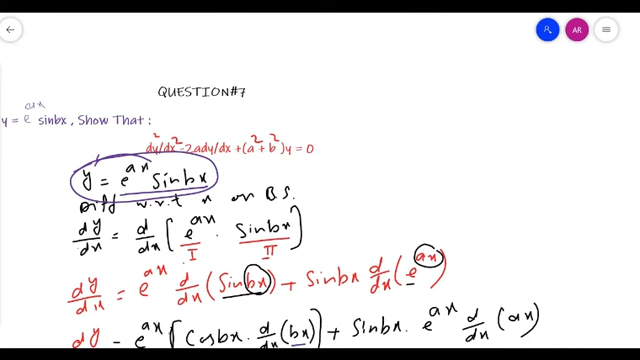 AR
QUESTION#7
y = e^ax sinbx, Show That:
d²y/dx² - 2ady/dx + (a² + b²)y = 0
y = e^ax Sinbx
Diff w.r.t x on B.S.
dy/dx = d/dx [e^ax . Sinbx]
I II
dy/dx = e^ax d/dx (Sinbx) + Sinbx d/dx (e^ax)
dy = e^ax [Cosbx . d/dx (bx)] + Sinbx . e^ax d/dx (ax)